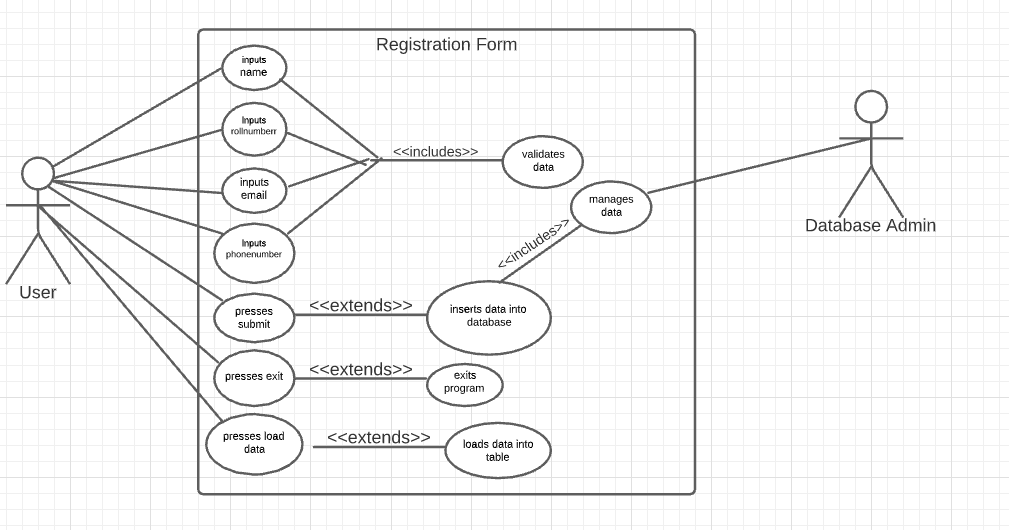 Registration Form
inputs
name
Inputs
rollnumberr
<<includes>>
validates
data
inputs
email
manages
data
Inputs
phonenumber
<<includes>>
Database Admin
User
presses
submit
<<extends>>
inserts data into
database
presses exit
<<extends>>
exits
program
presses load
data
<<extends>>
loads data into
table